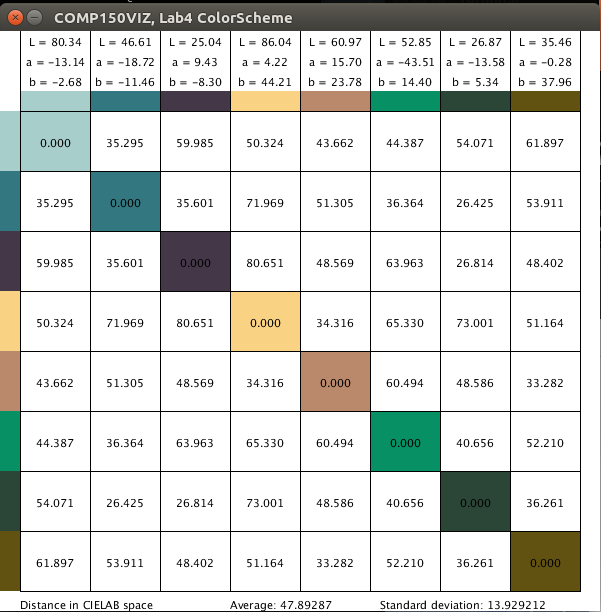 COMP150VIZ, Lab4 ColorScheme
L = 80.34 L = 46.61 L = 25.04 L = 86.04 L = 60.97 L = 52.85 L = 26.87 L = 35.46
a = -13.14 a = -18.72 a = 9.43 a = 4.22 a = 15.70 a = -43.51 a = -13.58 a = -0.28
b = -2.68 b = -11.46 b = -8.30 b = 44.21 b = 23.78 b = 14.40 b = 5.34 b = 37.96
0.000 35.295 59.985 50.324 43.662 44.387 54.071 61.897
35.295 0.000 35.601 71.969 51.305 36.364 26.425 53.911
59.985 35.601 0.000 80.651 48.569 63.963 26.814 48.402
50.324 71.969 80.651 0.000 34.316 65.330 73.001 51.164
43.662 51.305 48.569 34.316 0.000 60.494 48.586 33.282
44.387 36.364 63.963 65.330 60.494 0.000 40.656 52.210
54.071 26.425 26.814 73.001 48.586 40.656 0.000 36.261
61.897 53.911 48.402 51.164 33.282 52.210 36.261 0.000
Distance in CIELAB space Average: 47.89287 Standard deviation: 13.929212